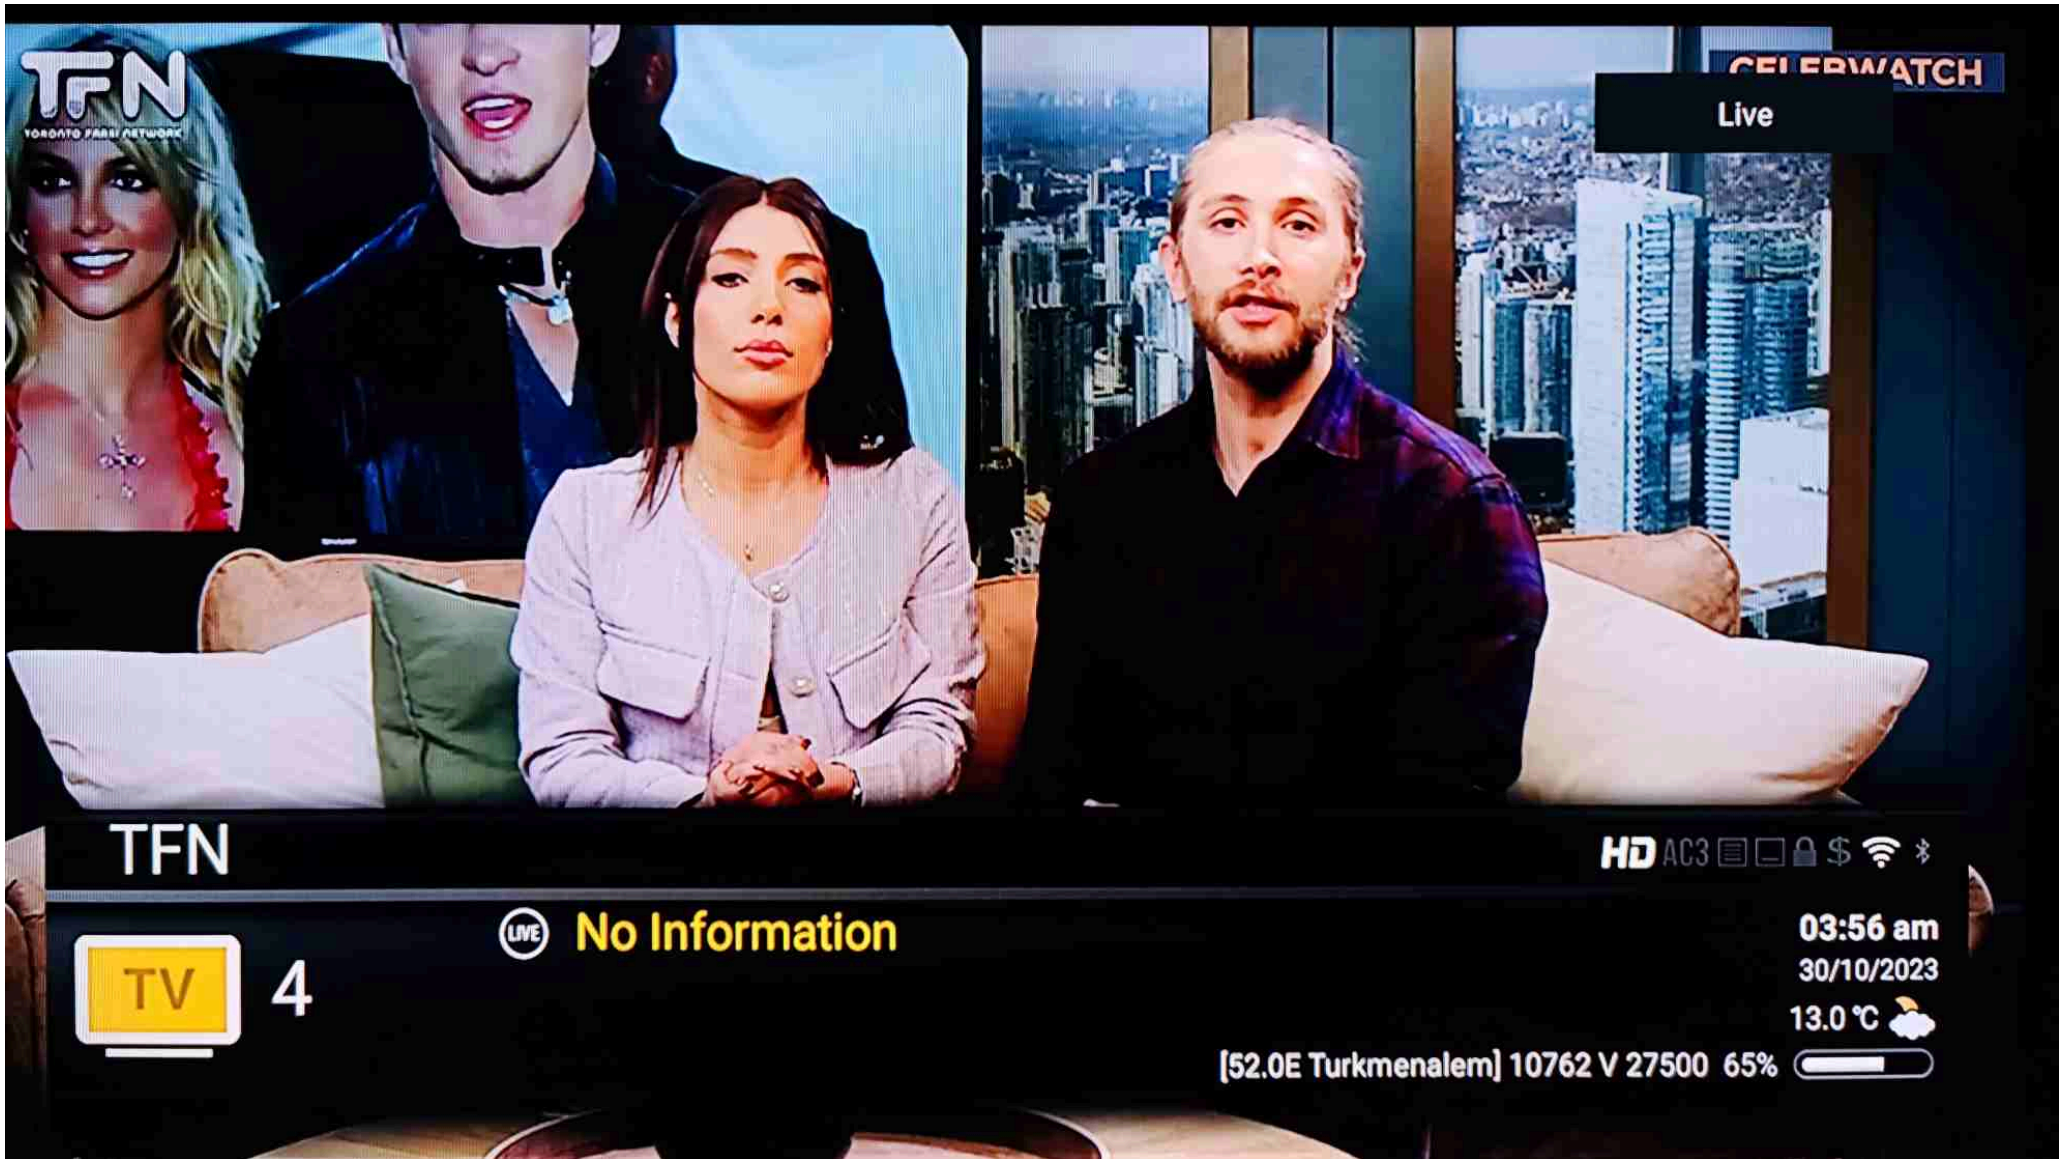 TFN
TORONTO FARSI NETWORK
CELEBWATCH
Live
TFN
HD AC3 $
LIVE No Information
TV 4
03:56 am
30/10/2023
13.0 °C
[52.0E Turkmenalem] 10762 V 27500 65%